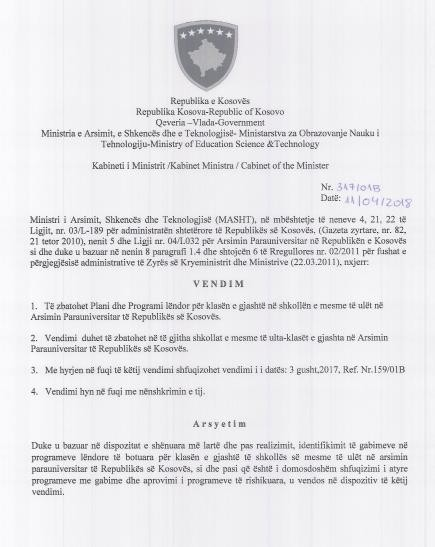 Republika e Kosovës
Republika Kosova-Republic of Kosovo
Qeveria –Vlada-Government
Ministria e Arsimit, e Shkencës dhe e Teknologjisë- Ministarstva za Obrazovanje Nauku i
Tehnologiju-Ministry of Education Science &Technology
Kabineti i Ministrit /Kabinet Ministra / Cabinet of the Minister
Nr. 317/01B
Datë: 11/04/2018
Ministri i Arsimit, Shkencës dhe Teknologjisë (MASHT), në mbështetje të neneve 4, 21, 22 të
Ligjit, nr. 03/L-189 për administratën shtetërore të Republikës së Kosovës, (Gazeta zyrtare, nr. 82,
21 tetor 2010), nenit 5 dhe Ligji nr. 04/L032 për Arsimin Parauniversitar në Republikën e Kosovës
si dhe duke u bazuar në nenin 8 paragrafi 1.4 dhe shtojcën 6 të Rregullores nr. 02/2011 për fushat e
përgjegjësisë administrative të Zyrës së Kryeministrit dhe Ministrive (22.03.2011), nxjerr:
V E N D I M
1. Të zbatohet Plani dhe Programi lëndor për klasën e gjashtë në shkollën e mesme të ulët në
Arsimin Parauniversitar të Republikës së Kosovës.
2. Vendimi duhet të zbatohet në të gjitha shkollat e mesme të ulta-klasët e gjashta në Arsimin
Parauniversitar të Republikës së Kosovës.
3. Me hyrjen në fuqi të këtij vendimi shfuqizohet vendimi i i datës: 3 gusht,2017, Ref. Nr.159/01B
4. Vendimi hyn në fuqi me nënshkrimin e tij.
A r s y e t i m
Duke u bazuar në dispozitat e shënuara më lartë dhe pas realizimit, identifikimit të gabimeve në
programeve lëndore të botuara për klasën e gjashtë të shkollës së mesme të ulët në arsimin
parauniversitar të Republikës së Kosovës, si dhe pasi që është i domosdoshëm shfuqizimi i atyre
programeve me gabime dhe aprovimi i programeve të rishikuara, u vendos në dispozitiv të këtij
vendimi.